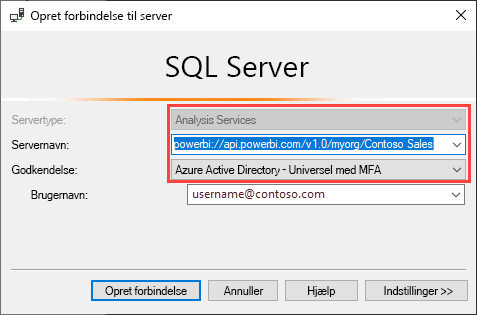 Opret forbindelse til server
SQL Server
Servertype: Analysis Services
Servernavn: powerbi://api.powerbi.com/v1.0/myorg/Contoso Sales
Godkendelse: Azure Active Directory - Universel med MFA
Brugernavn: username@contoso.com
Opret forbindelse Annuller Hjælp Indstillinger >>